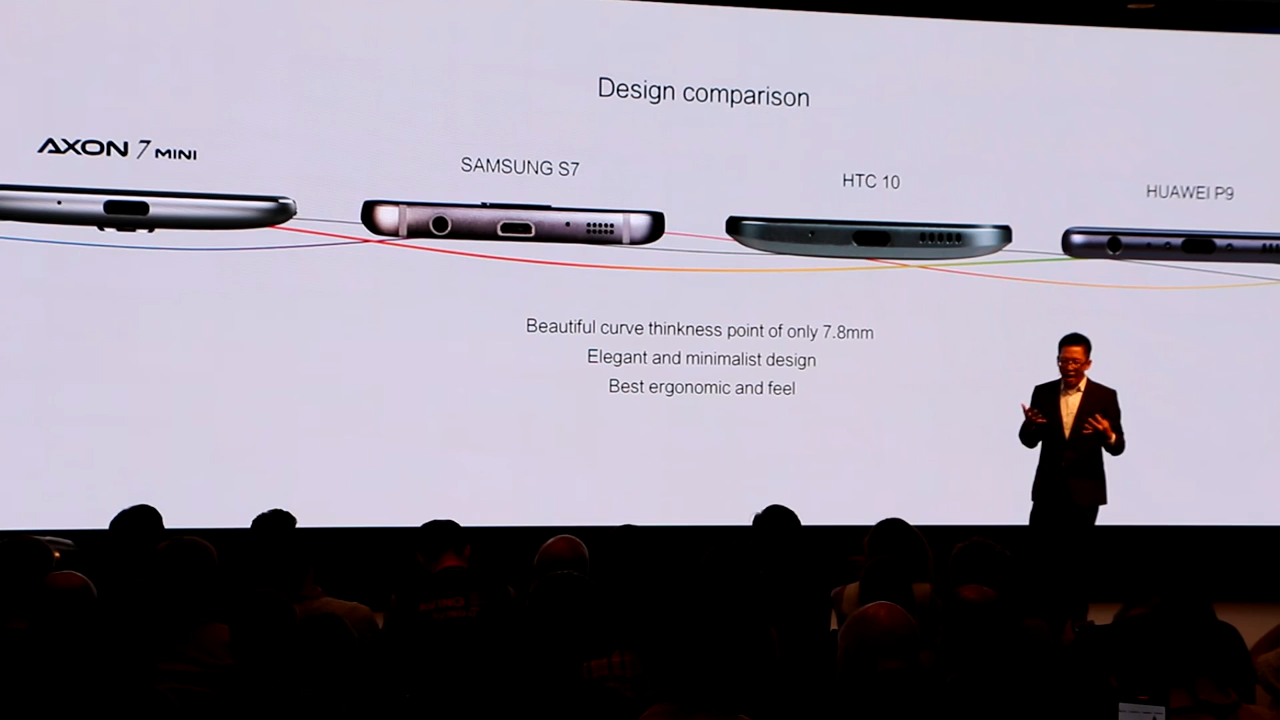 Design comparison
AXON 7 MINI
SAMSUNG S7
HTC 10
HUAWEI P9
Beautiful curve thinkness point of only 7.8mm
Elegant and minimalist design
Best ergonomic and feel